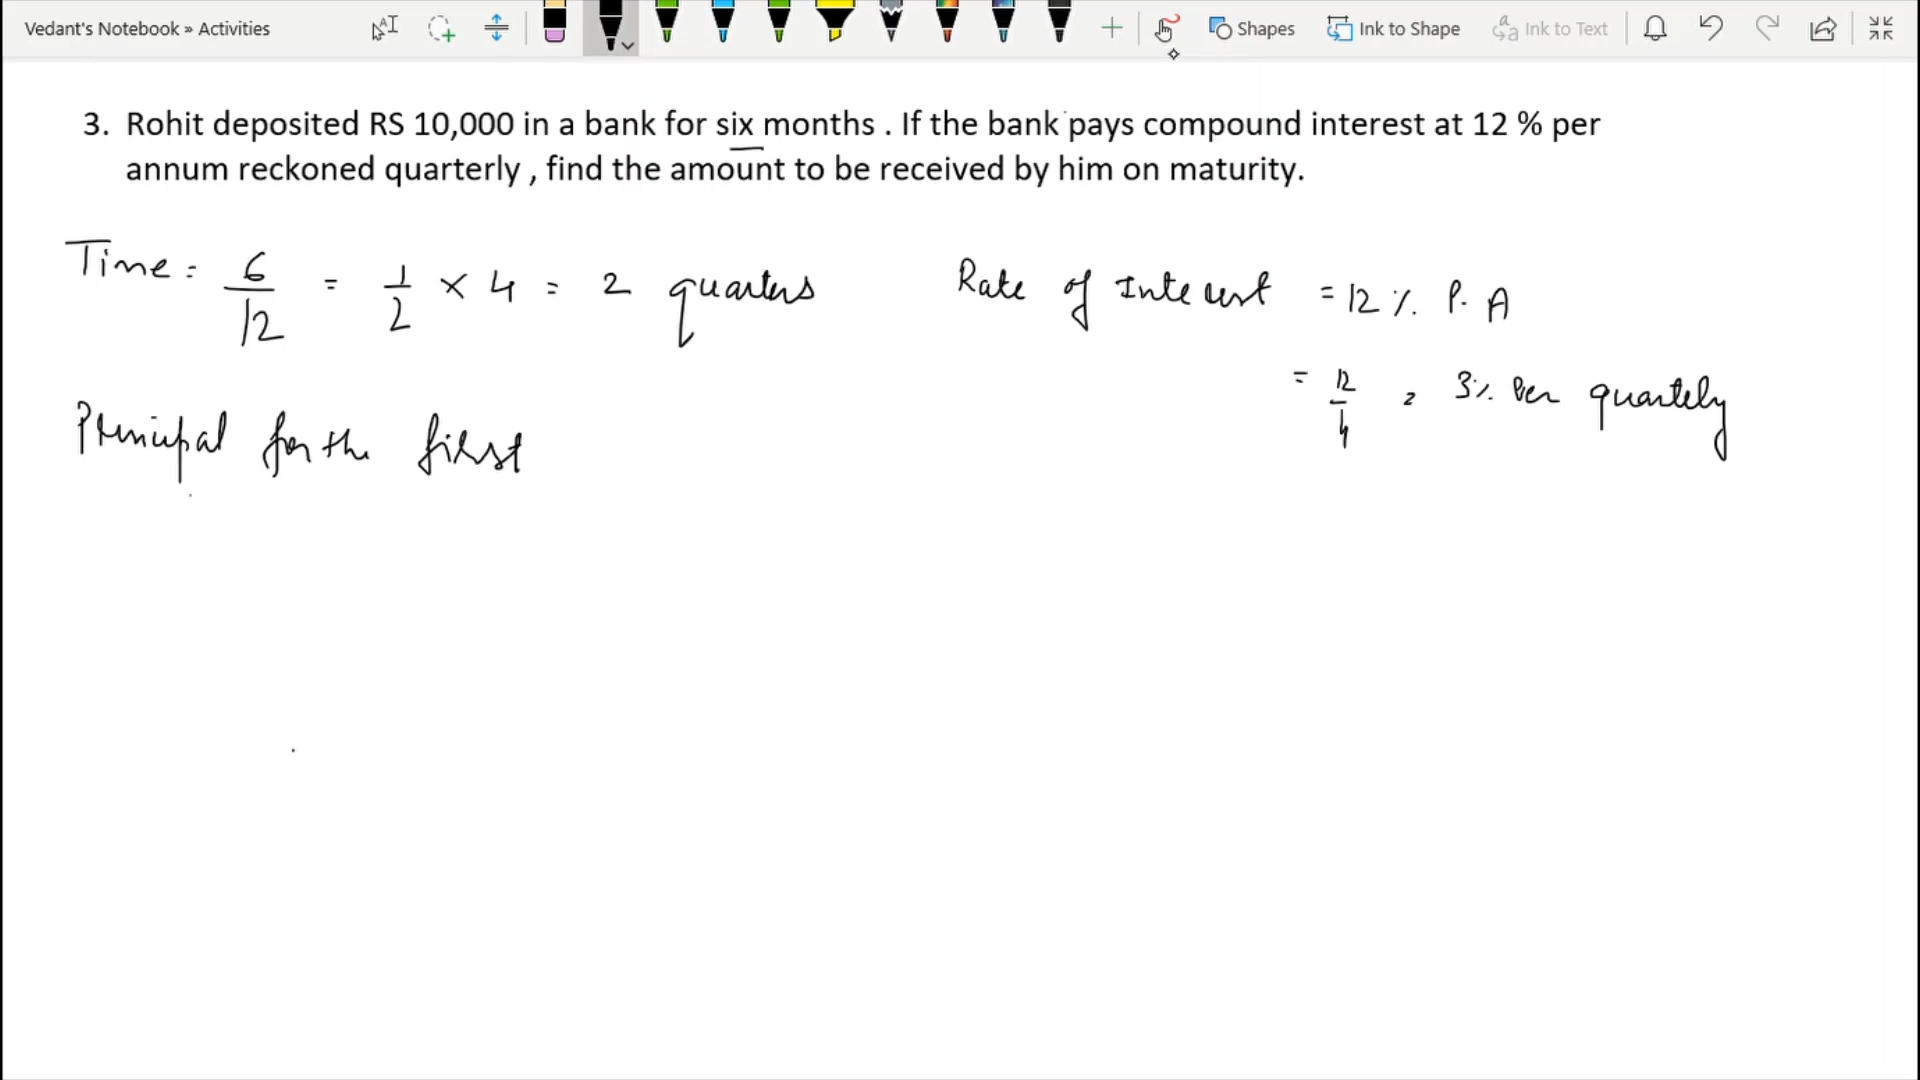 Vedant's Notebook » Activities
Shapes
Ink to Shape
Ink to Text
3. Rohit deposited RS 10,000 in a bank for six months . If the bank pays compound interest at 12 % per
annum reckoned quarterly , find the amount to be received by him on maturity.
Time = 6/12 = 1/2 × 4 = 2 quarters
Rate of Interest = 12 % P. A
= 12/4 = 3% Per quartely
Principal for the first